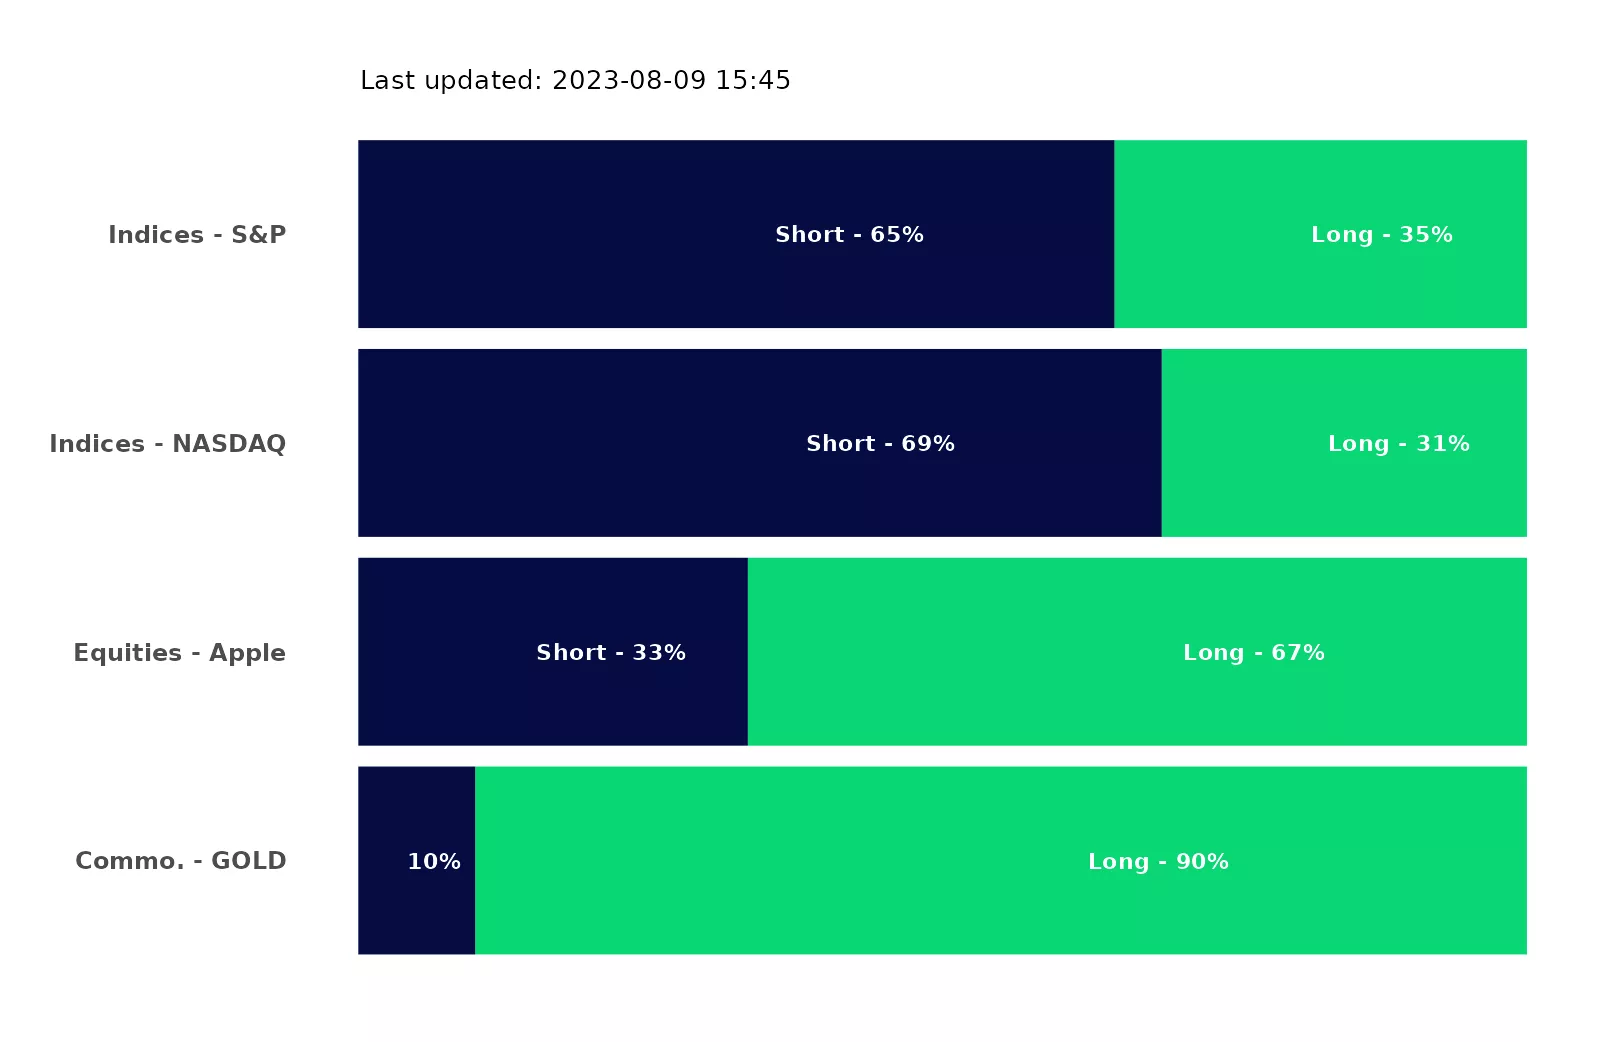 Last updated: 2023-08-09 15:45
Indices - S&P Short - 65% Long - 35%
Indices - NASDAQ Short - 69% Long - 31%
Equities - Apple Short - 33% Long - 67%
Commo. - GOLD 10% Long - 90%